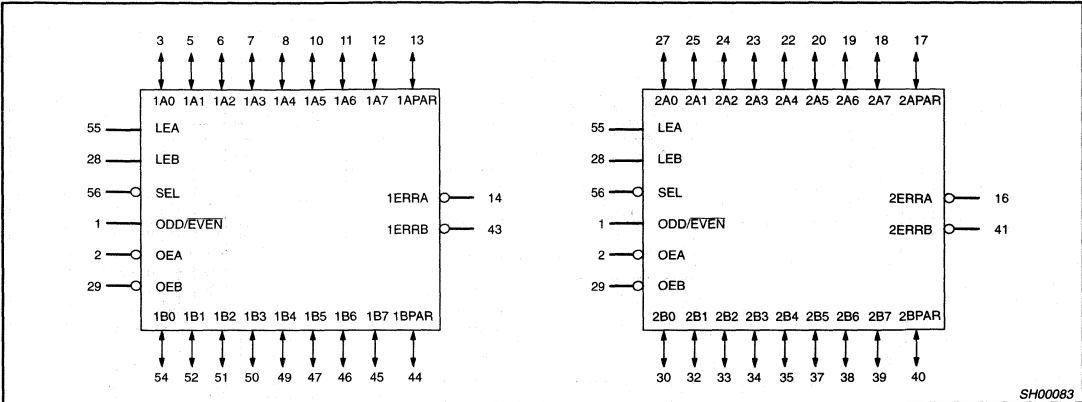 3 5 6 7 8 10 11 12 13
1A0 1A1 1A2 1A3 1A4 1A5 1A6 1A7 1APAR
55 LEA
28 LEB
56 SEL
1 ODD/EVEN
2 OEA
29 OEB
1ERRA 14
1ERRB 43
1B0 1B1 1B2 1B3 1B4 1B5 1B6 1B7 1BPAR
54 52 51 50 49 47 46 45 44
27 25 24 23 22 20 19 18 17
2A0 2A1 2A2 2A3 2A4 2A5 2A6 2A7 2APAR
55 LEA
28 LEB
56 SEL
1 ODD/EVEN
2 OEA
29 OEB
2ERRA 16
2ERRB 41
2B0 2B1 2B2 2B3 2B4 2B5 2B6 2B7 2BPAR
30 32 33 34 35 37 38 39 40
SH00083